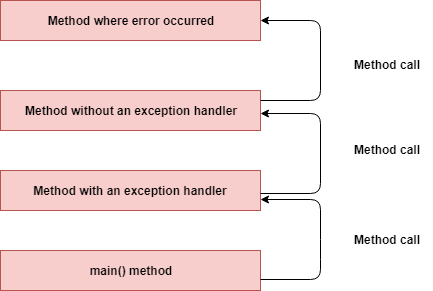 Method where error occurred
Method call
Method without an exception handler
Method call
Method with an exception handler
Method call
main() method